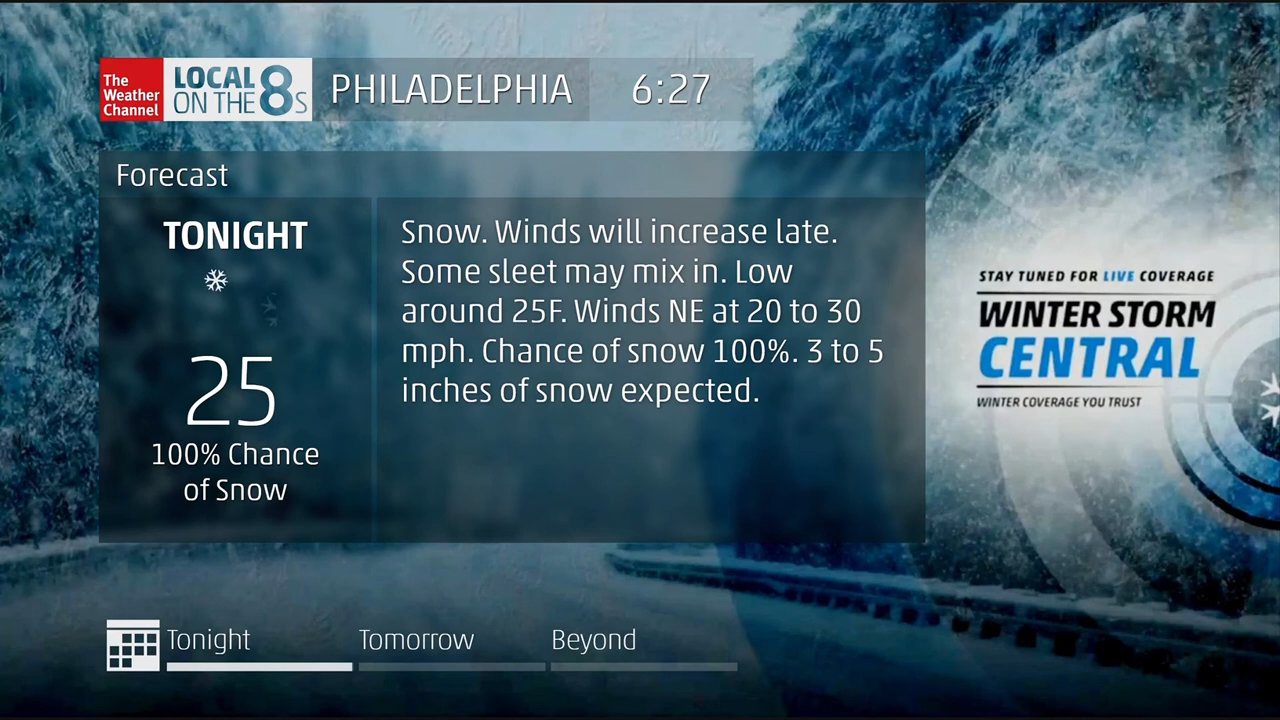 The
Weather
Channel
LOCAL
ON THE 8s
PHILADELPHIA
6:27
Forecast
TONIGHT
25
100% Chance
of Snow
Snow. Winds will increase late.
Some sleet may mix in. Low
around 25F. Winds NE at 20 to 30
mph. Chance of snow 100%. 3 to 5
inches of snow expected.
STAY TUNED FOR LIVE COVERAGE
WINTER STORM
CENTRAL
WINTER COVERAGE YOU TRUST
Tonight
Tomorrow
Beyond